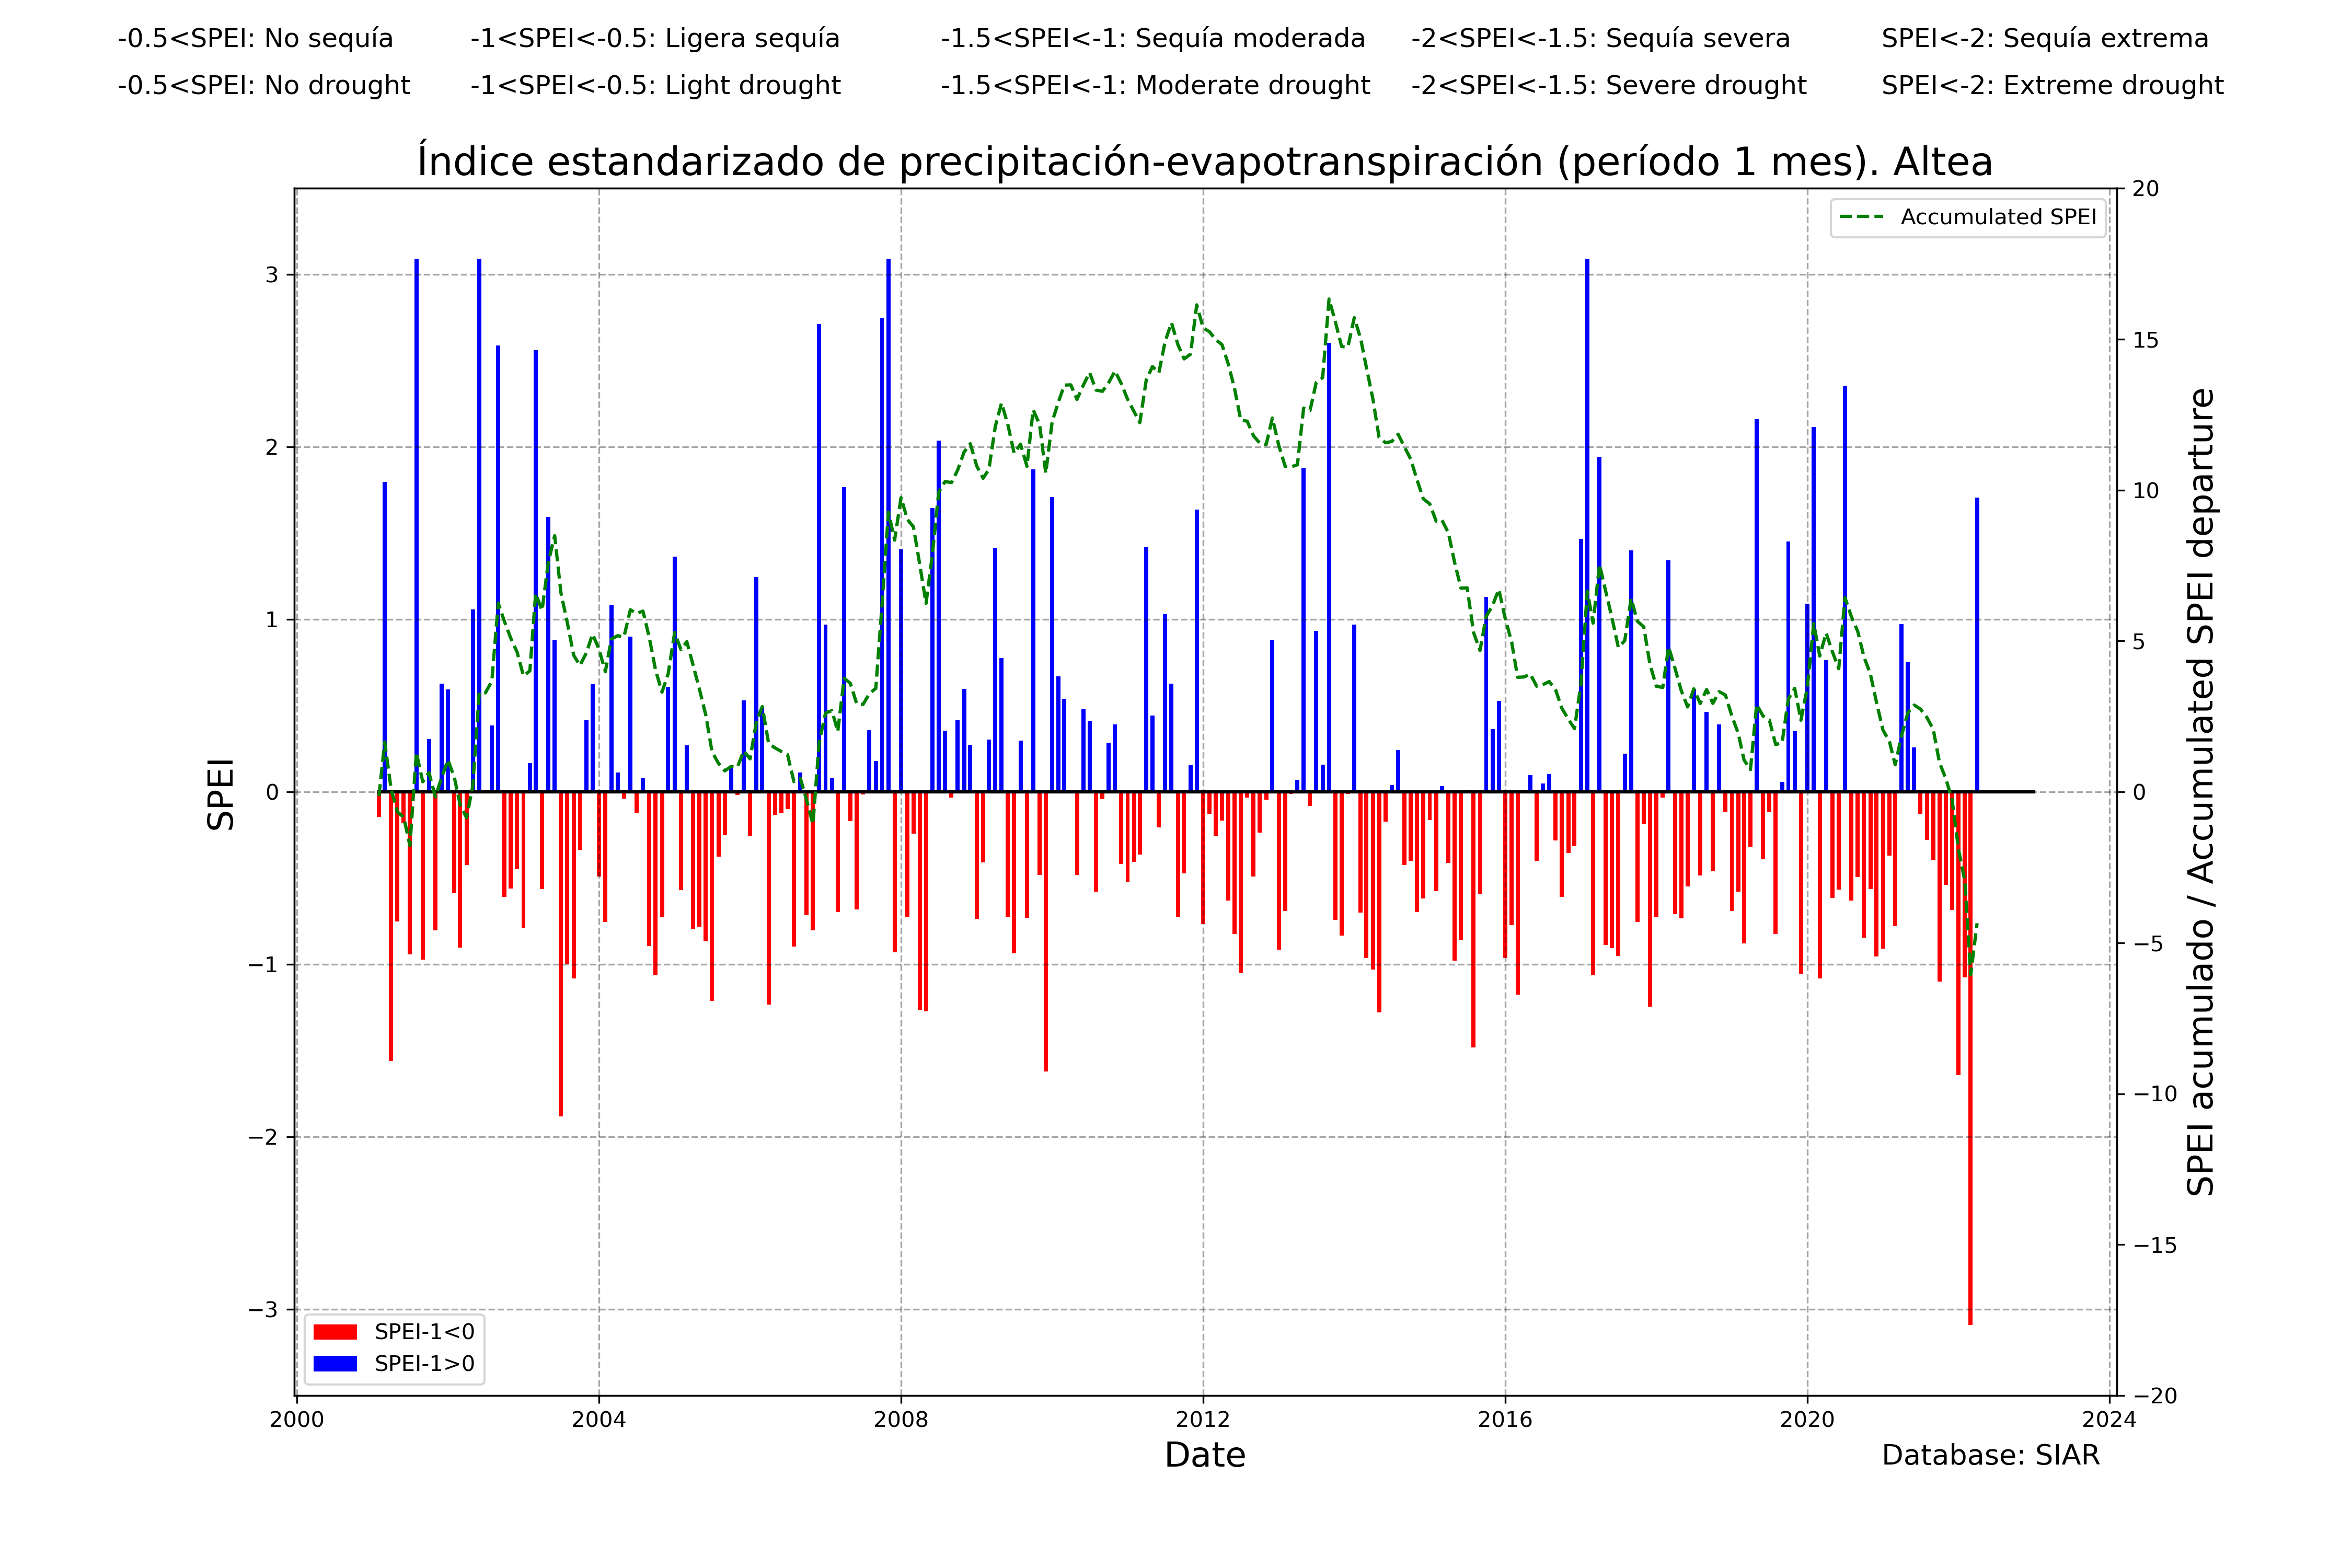 -0.5<SPEI: No sequía -1<SPEI<-0.5: Ligera sequía -1.5<SPEI<-1: Sequía moderada -2<SPEI<-1.5: Sequía severa SPEI<-2: Sequía extrema
-0.5<SPEI: No drought -1<SPEI<-0.5: Light drought -1.5<SPEI<-1: Moderate drought -2<SPEI<-1.5: Severe drought SPEI<-2: Extreme drought
Índice estandarizado de precipitación-evapotranspiración (período 1 mes). Altea
Accumulated SPEI
SPEI
3
2
1
0
−1
−2
−3
20
15
10
5
0
−5
−10
−15
−20
SPEI acumulado / Accumulated SPEI departure
SPEI-1<0
SPEI-1>0
2000 2004 2008 2012 2016 2020 2024
Date
Database: SIAR